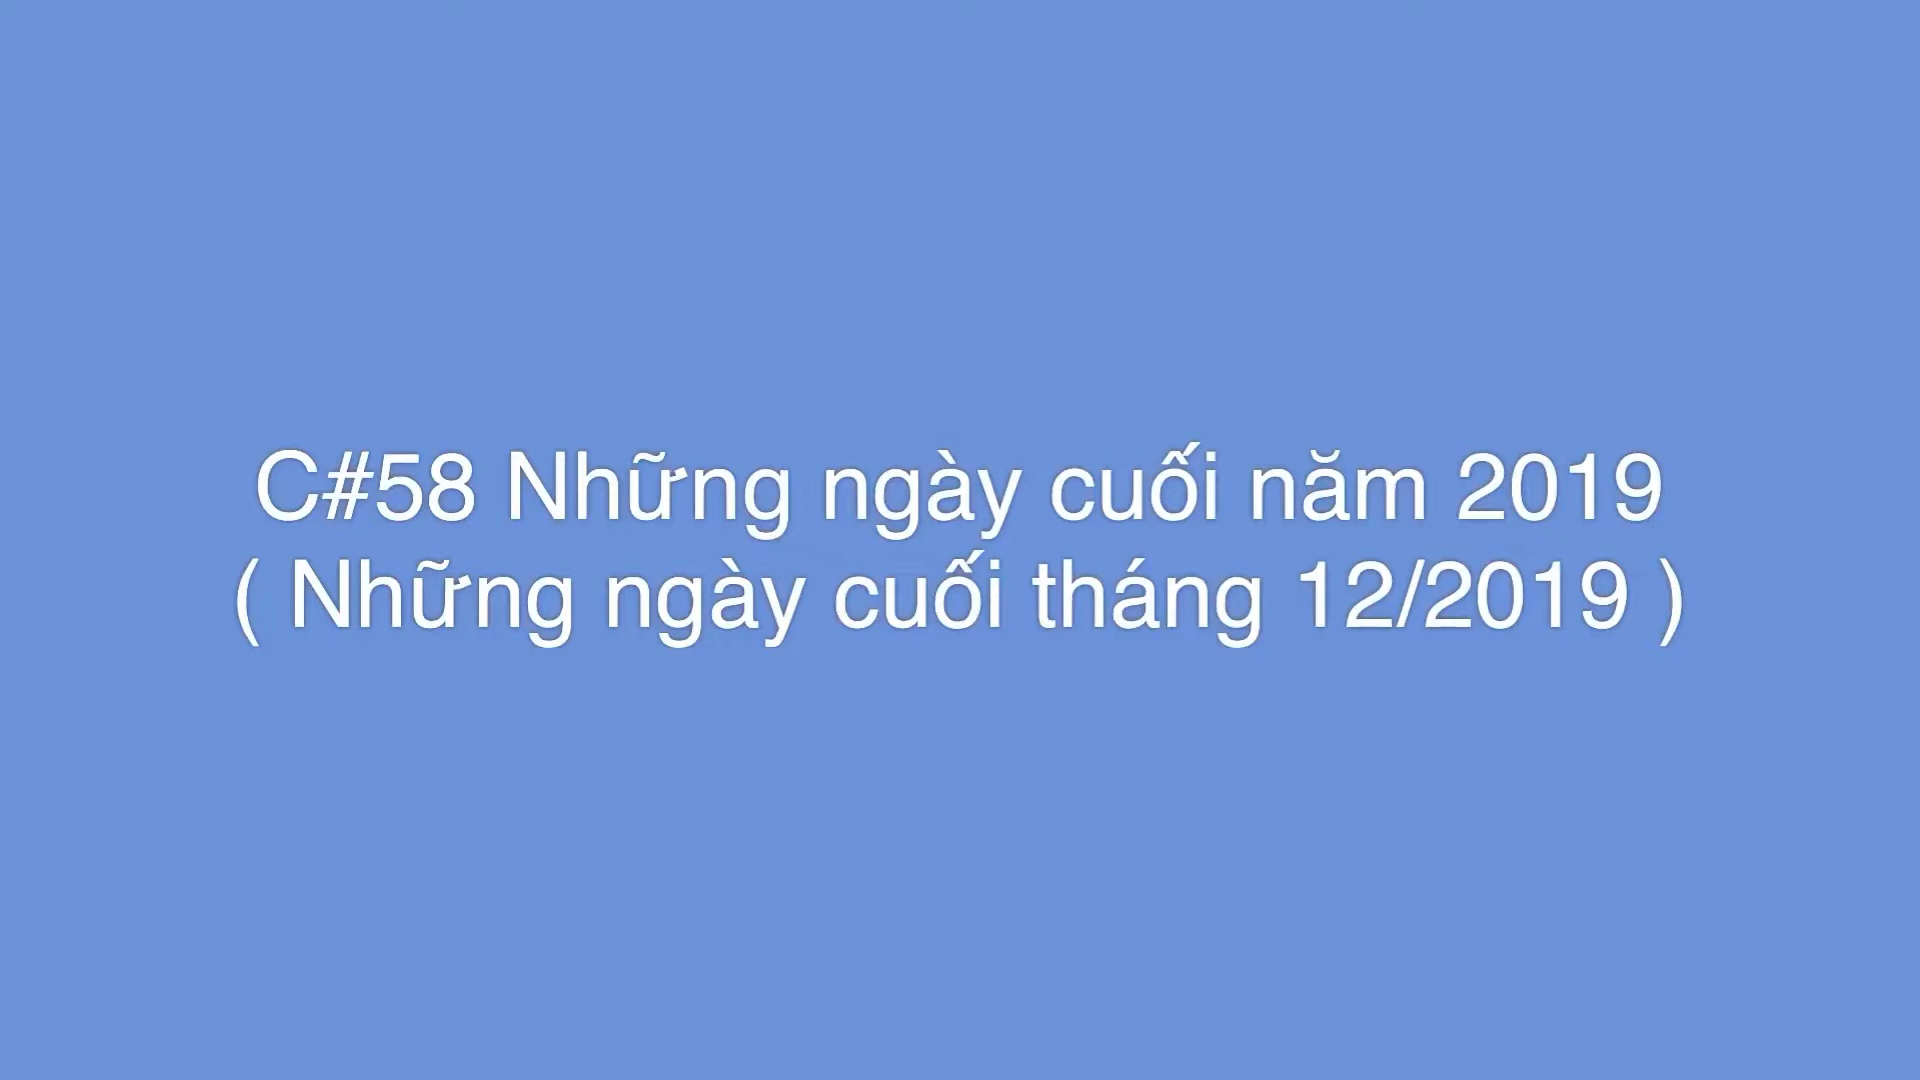 C#58 Những ngày cuối năm 2019
( Những ngày cuối tháng 12/2019 )